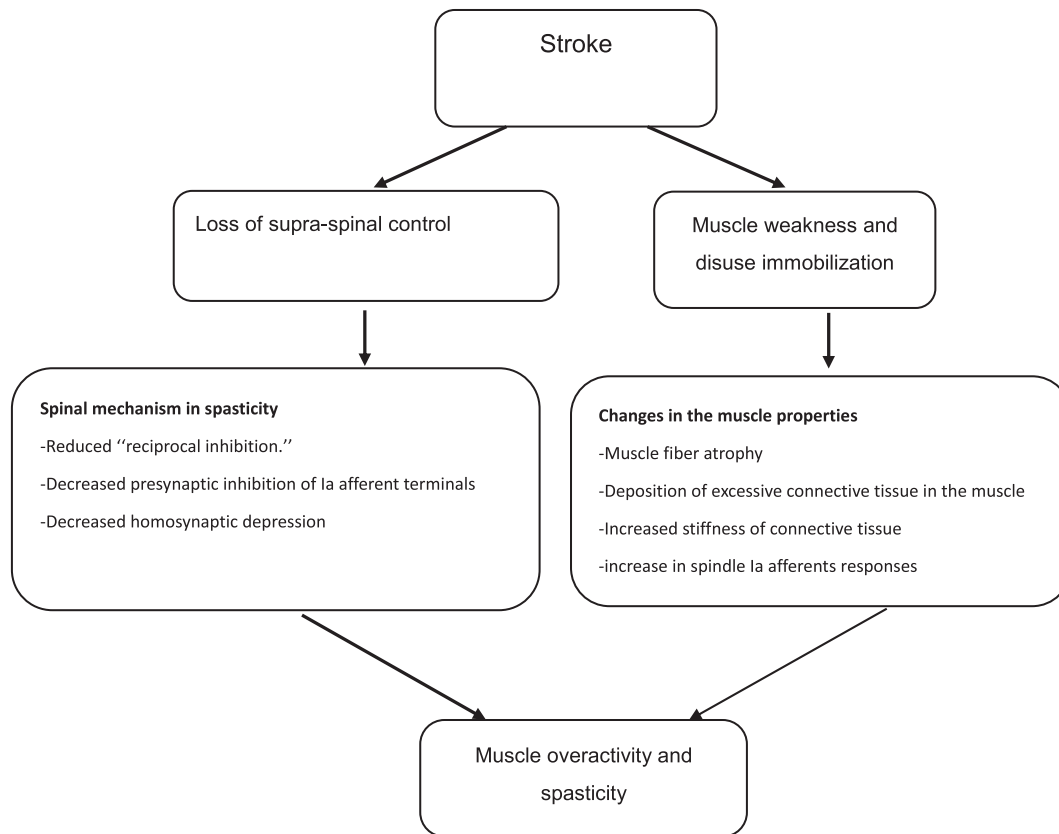 Stroke
Loss of supra-spinal control
Muscle weakness and
disuse immobilization
Spinal mechanism in spasticity
-Reduced ‘‘reciprocal inhibition.’’
-Decreased presynaptic inhibition of Ia afferent terminals
-Decreased homosynaptic depression
Changes in the muscle properties
-Muscle fiber atrophy
-Deposition of excessive connective tissue in the muscle
-Increased stiffness of connective tissue
-increase in spindle Ia afferents responses
Muscle overactivity and
spasticity